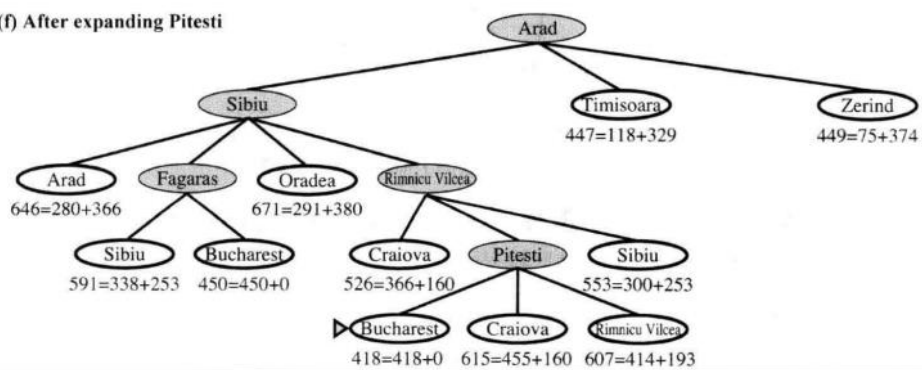 (f) After expanding Pitesti
Arad
Sibiu
Timisoara
Zerind
447=118+329
449=75+374
Arad
Fagaras
Oradea
Rimnicu Vilcea
646=280+366
671=291+380
Sibiu
Bucharest
Craiova
Pitesti
Sibiu
591=338+253
450=450+0
526=366+160
553=300+253
Bucharest
Craiova
Rimnicu Vilcea
418=418+0
615=455+160
607=414+193